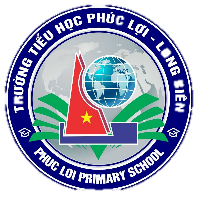 TRƯỜNG TIỂU HỌC PHÚC LỢI - LONG BIÊN
PHUC LOI PRIMARY SCHOOL